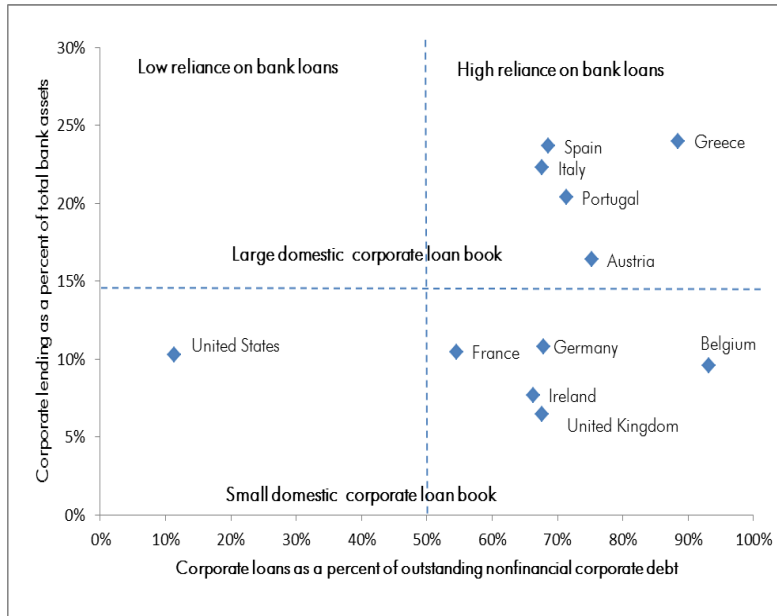 30%
Low reliance on bank loans
High reliance on bank loans
25%
Spain
Greece
Italy
20%
Portugal
Large domestic corporate loan book
Austria
15%
United States
10%
France
Germany
Belgium
Ireland
5%
United Kingdom
Small domestic corporate loan book
0%
0% 10% 20% 30% 40% 50% 60% 70% 80% 90% 100%
Corporate loans as a percent of outstanding nonfinancial corporate debt
Corporate lending as a percent of total bank assets